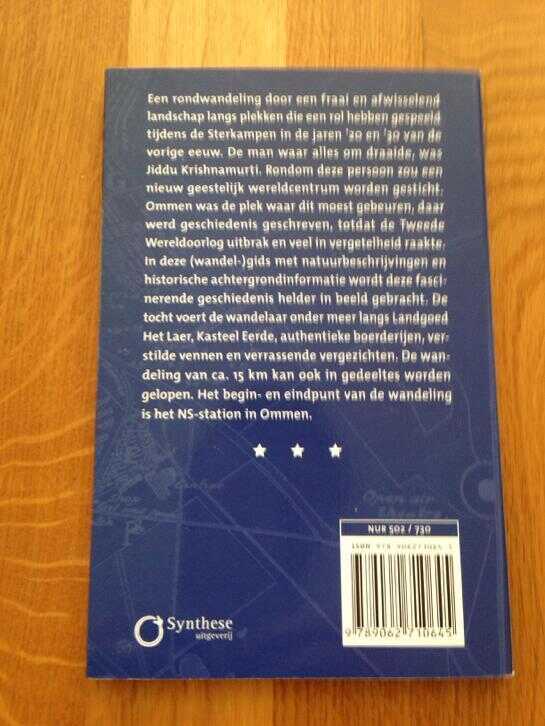 Een rondwandeling door een fraai en afwisselend
landschap langs plekken die een rol hebben gespeeld
tijdens de Sterkampen in de jaren '20 en '30 van de
vorige eeuw. De man waar alles om draaide, was
Jiddu Krishnamurti. Rondom deze persoon zou een
nieuw geestelijk wereldcentrum worden gesticht.
Ommen was de plek waar dit moest gebeuren, daar
werd geschiedenis geschreven, totdat de Tweede
Wereldoorlog uitbrak en veel in vergetelheid raakte.
In deze (wandel-)gids met natuurbeschrijvingen en
historische achtergrondinformatie wordt deze fasci-
nerende geschiedenis helder in beeld gebracht. De
tocht voert de wandelaar onder meer langs Landgoed
Het Laer, Kasteel Eerde, authentieke boerderijen, ver-
stilde vennen en verrassende vergezichten. De wan-
deling van ca. 15 km kan ook in gedeeltes worden
gelopen. Het begin- en eindpunt van de wandeling
is het NS-station in Ommen.
Open air
NUR 502 / 730
ISBN 978
9 789062 710645
Synthese
uitgeverij